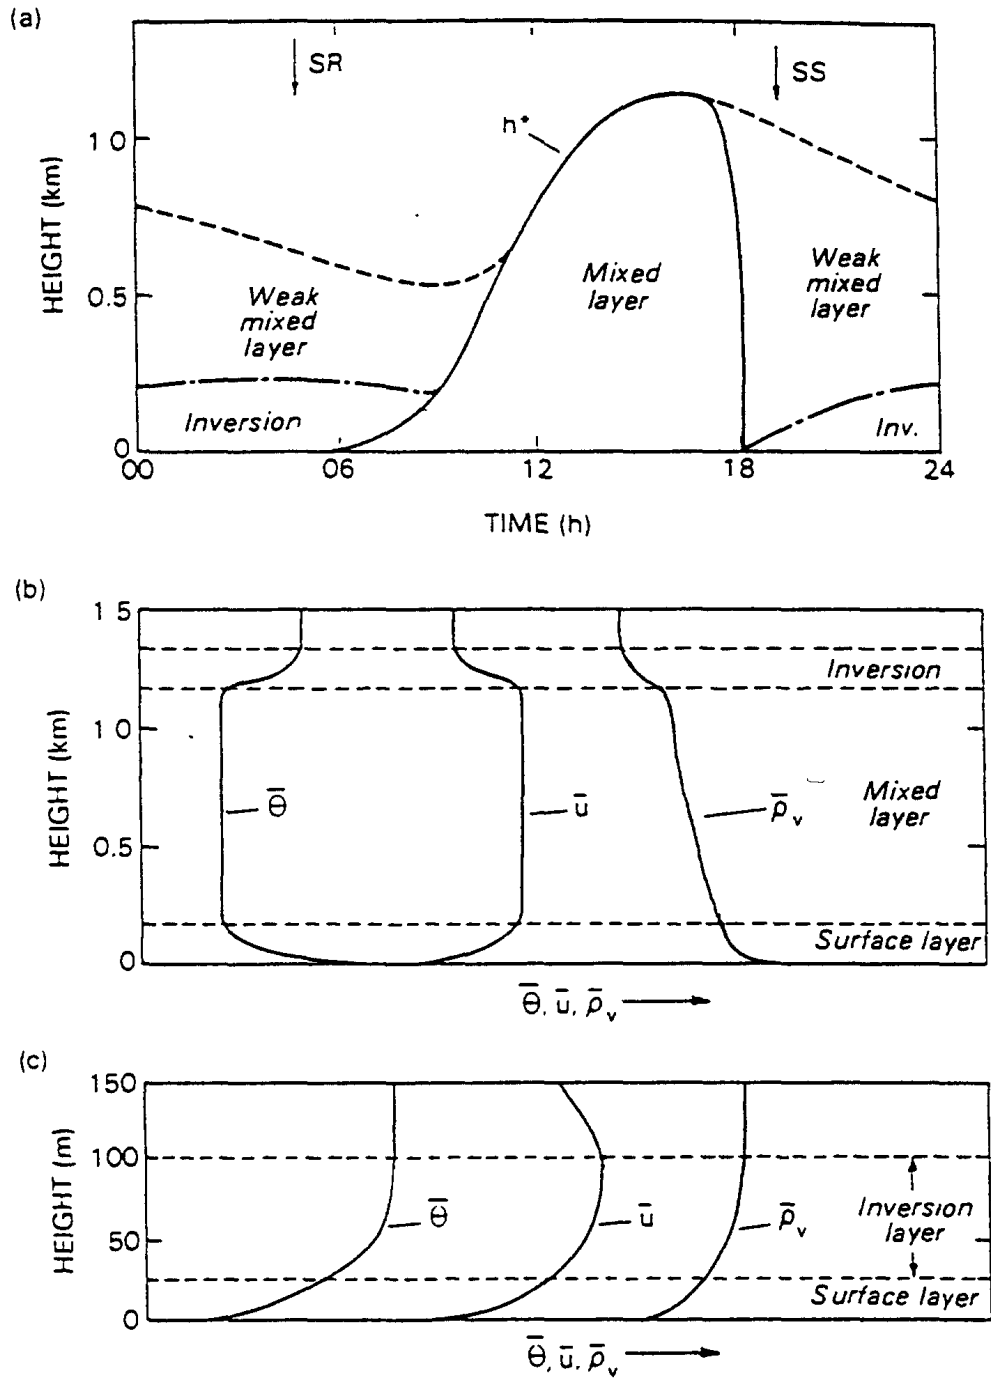 (a)
SR
SS
h*
1 0
0.5
0
HEIGHT (km)
Weak
mixed
layer
Inversion
Mixed
layer
Weak
mixed
layer
Inv.
00
06
12
18
24
TIME (h)
(b)
1 5
1 0
0.5
0
HEIGHT (km)
Inversion
Θ̅
u̅
ρ̅ᵥ
Mixed
layer
Surface layer
Θ̅, u̅, ρ̅ᵥ
(c)
150
100
50
0
HEIGHT (m)
Θ̅
u̅
ρ̅ᵥ
Inversion
layer
Surface layer
Θ̅, u̅, ρ̅ᵥ